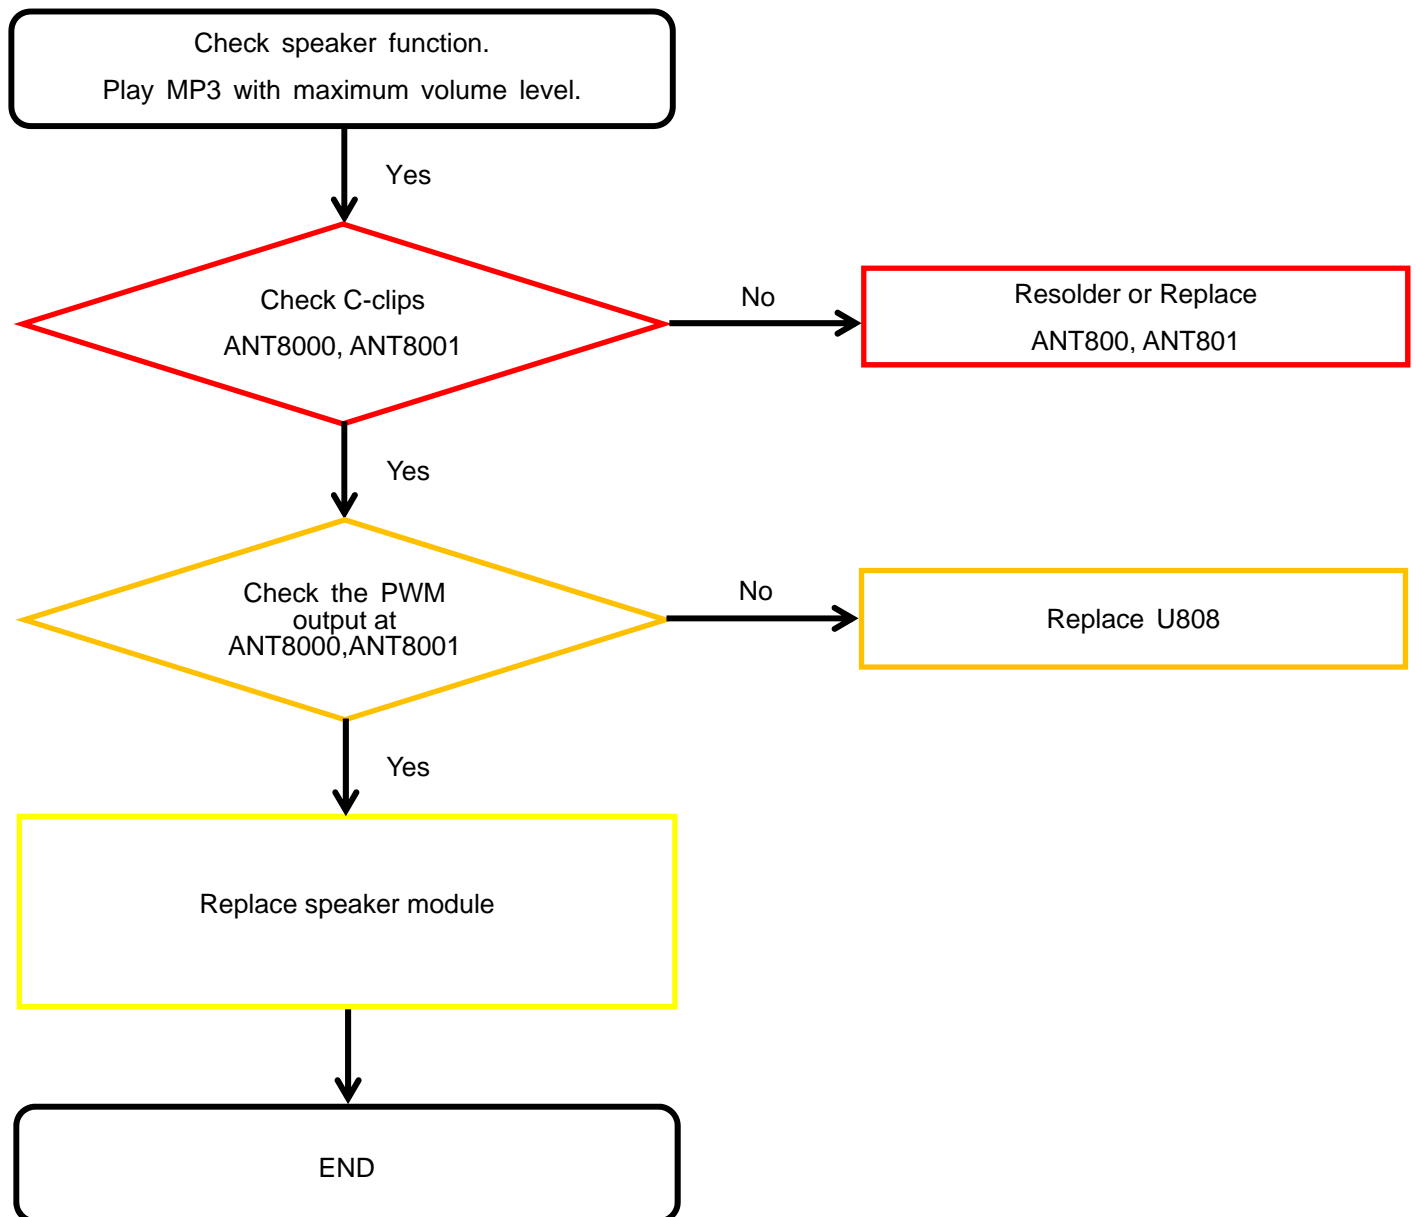 Check speaker function.
Play MP3 with maximum volume level.
Yes
Check C-clips
ANT8000, ANT8001
No
Resolder or Replace
ANT800, ANT801
Yes
Check the PWM
output at
ANT8000,ANT8001
No
Replace U808
Yes
Replace speaker module
END